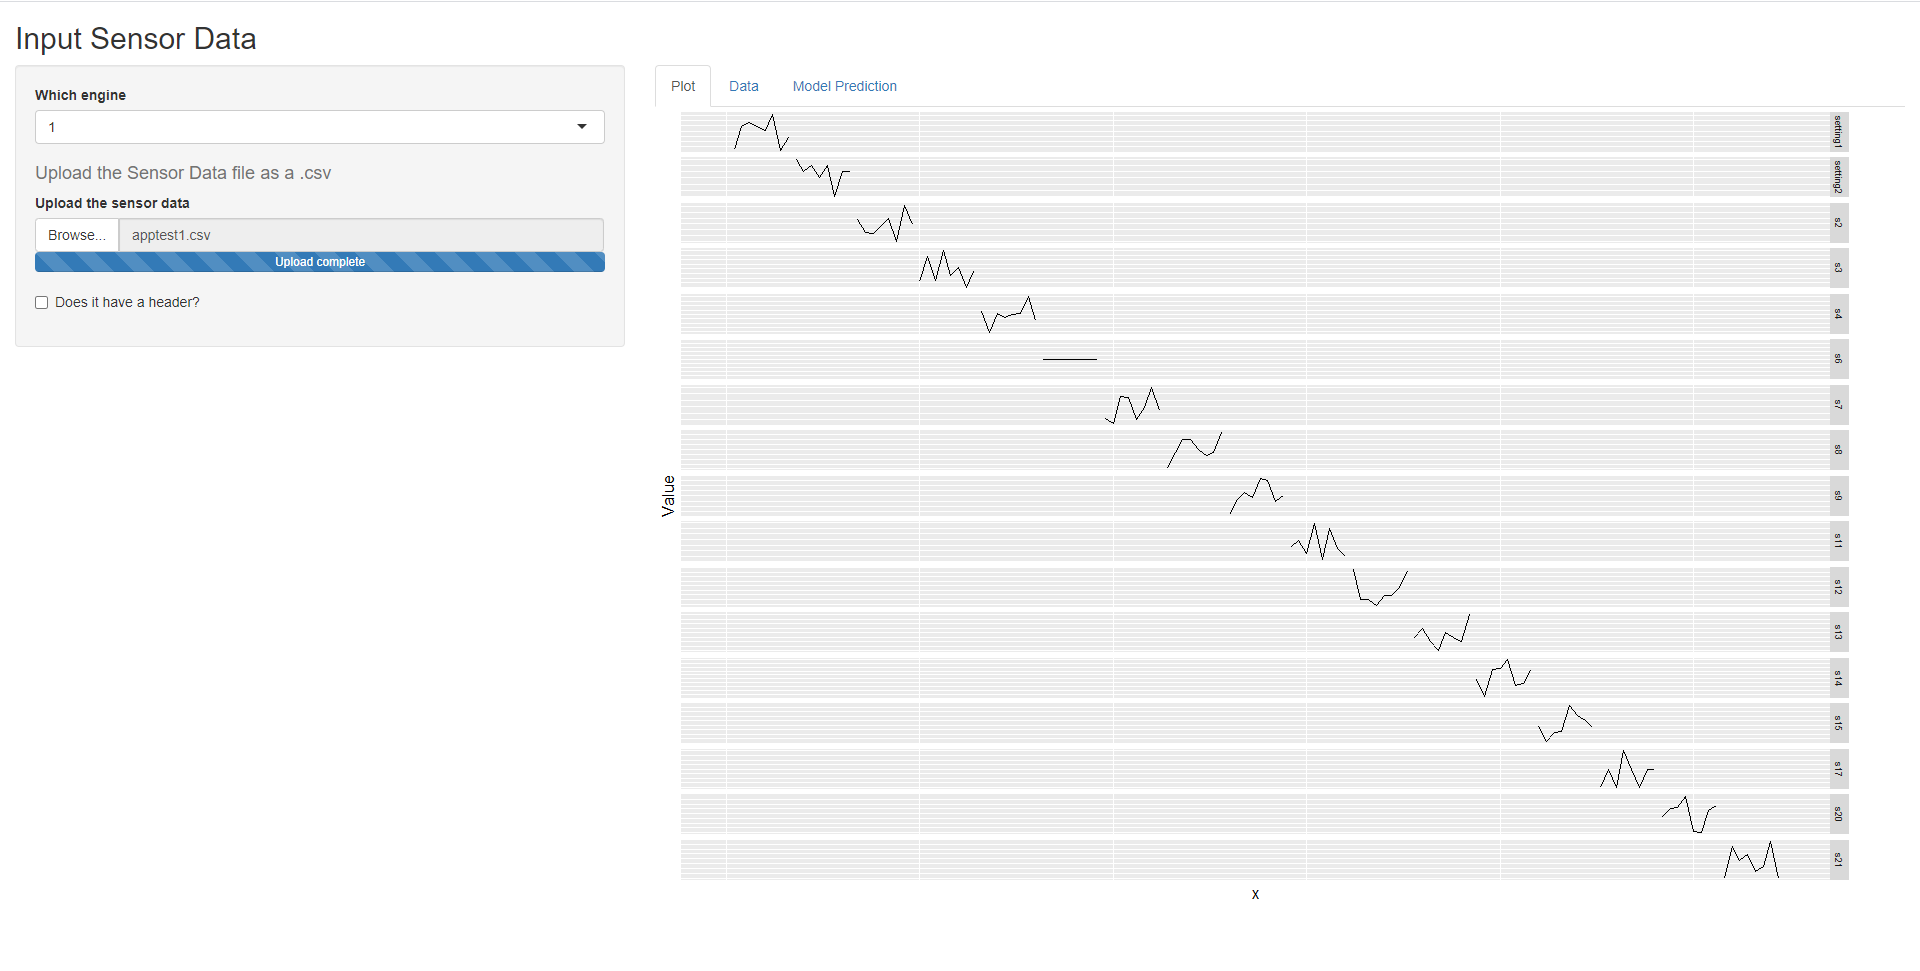 Input Sensor Data
Which engine
1
Upload the Sensor Data file as a .csv
Upload the sensor data
Browse...
apptest1.csv
Upload complete
Does it have a header?
Plot
Data
Model Prediction
Value
setting1
setting2
s2
s3
s4
s6
s7
s8
s9
s11
s12
s13
s14
s15
s17
s20
s21
X